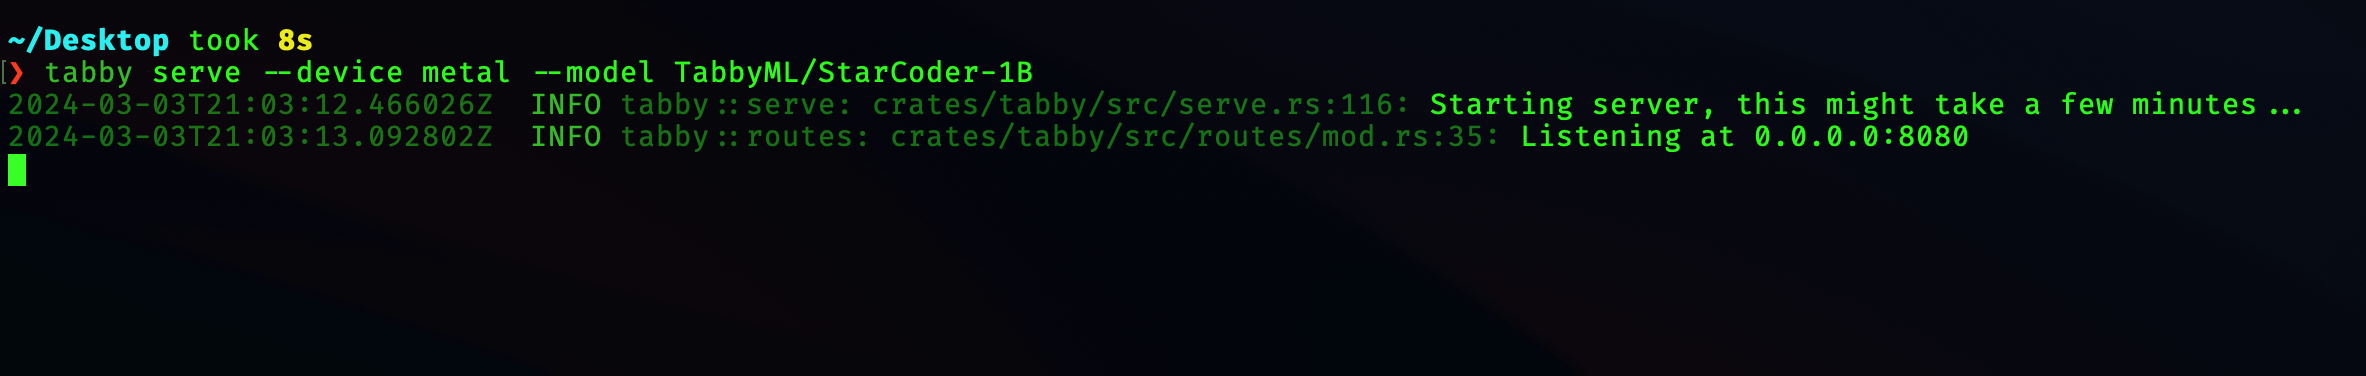 ~/Desktop took 8s
[❯ tabby serve --device metal --model TabbyML/StarCoder-1B
2024-03-03T21:03:12.466026Z  INFO tabby::serve: crates/tabby/src/serve.rs:116: Starting server, this might take a few minutes...
2024-03-03T21:03:13.092802Z  INFO tabby::routes: crates/tabby/src/routes/mod.rs:35: Listening at 0.0.0.0:8080